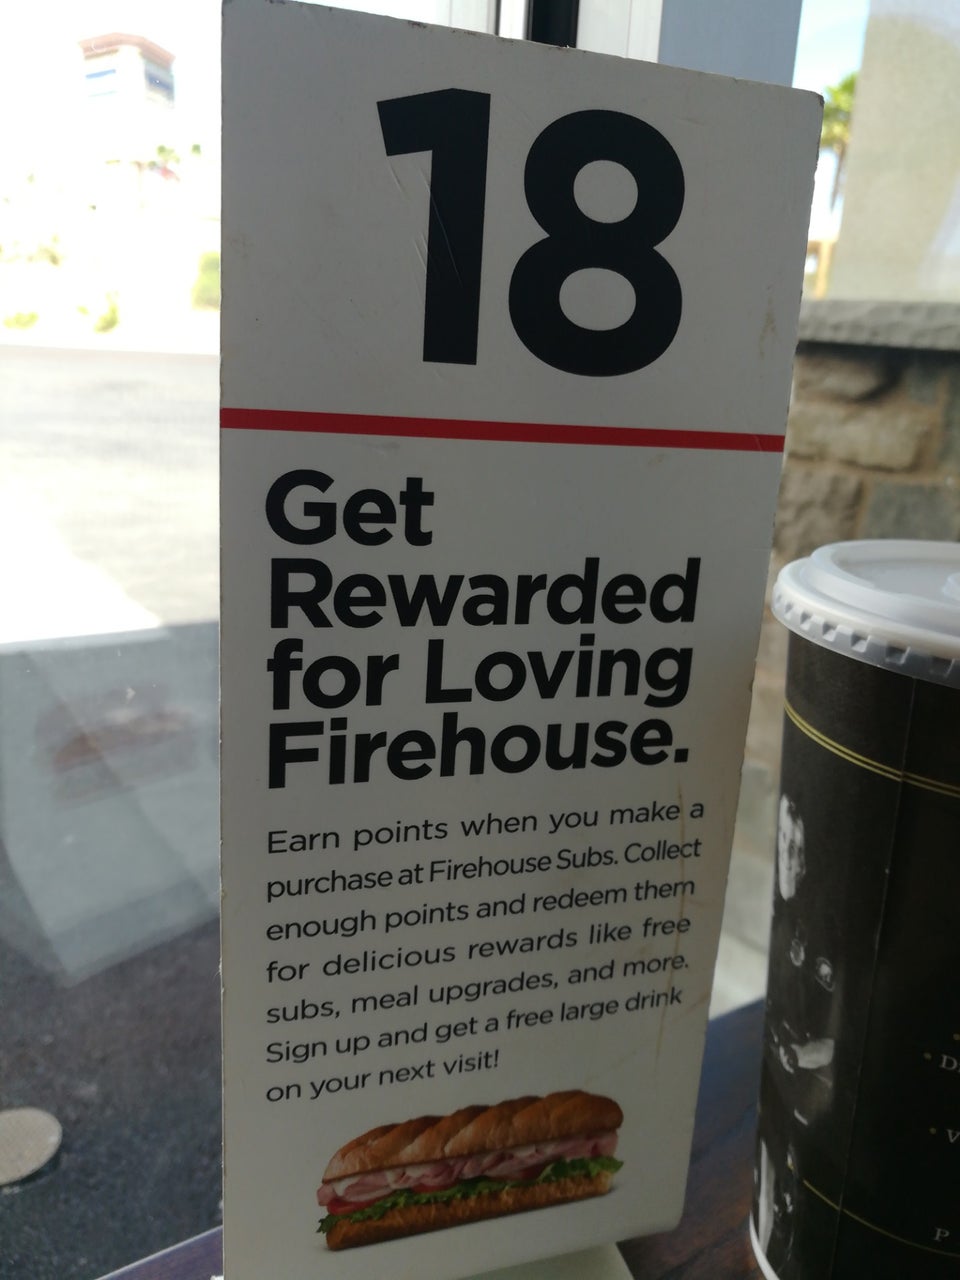 18
Get
Rewarded
for Loving
Firehouse.
Earn points when you make a
purchase at Firehouse Subs. Collect
enough points and redeem them
for delicious rewards like free
subs, meal upgrades, and more.
Sign up and get a free large drink
on your next visit!